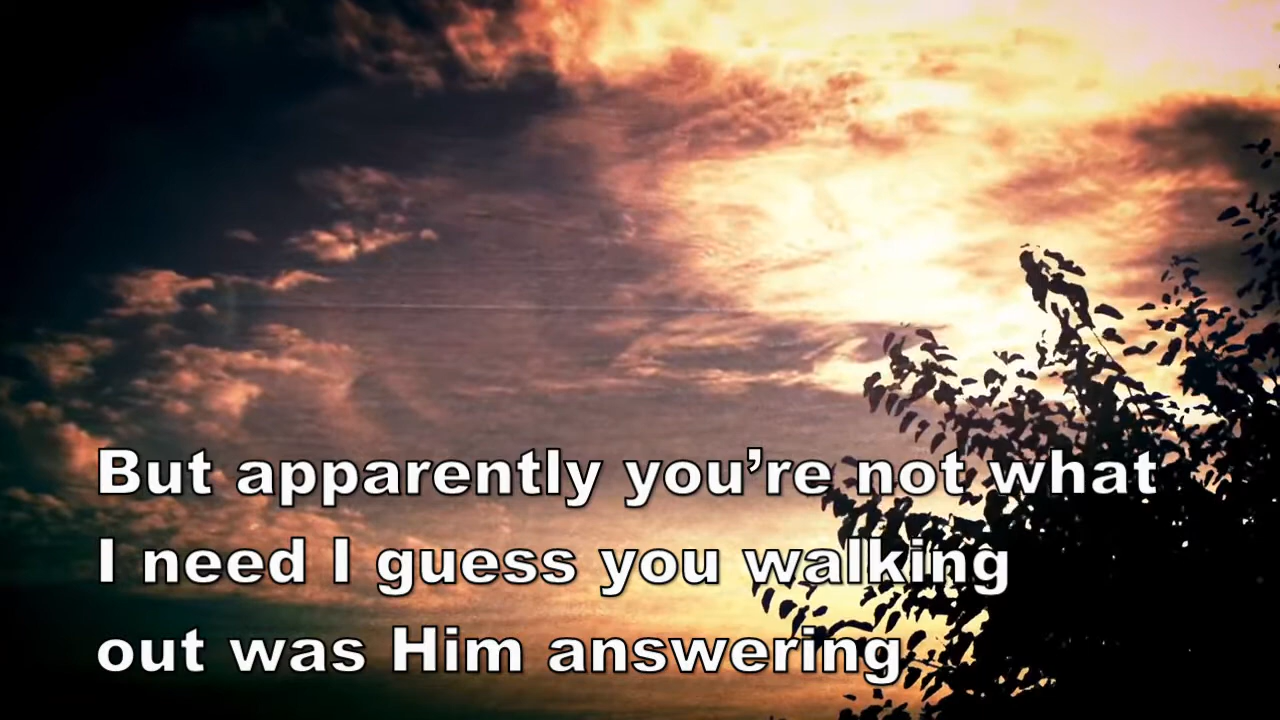 But apparently you’re not what
I need I guess you walking
out was Him answering